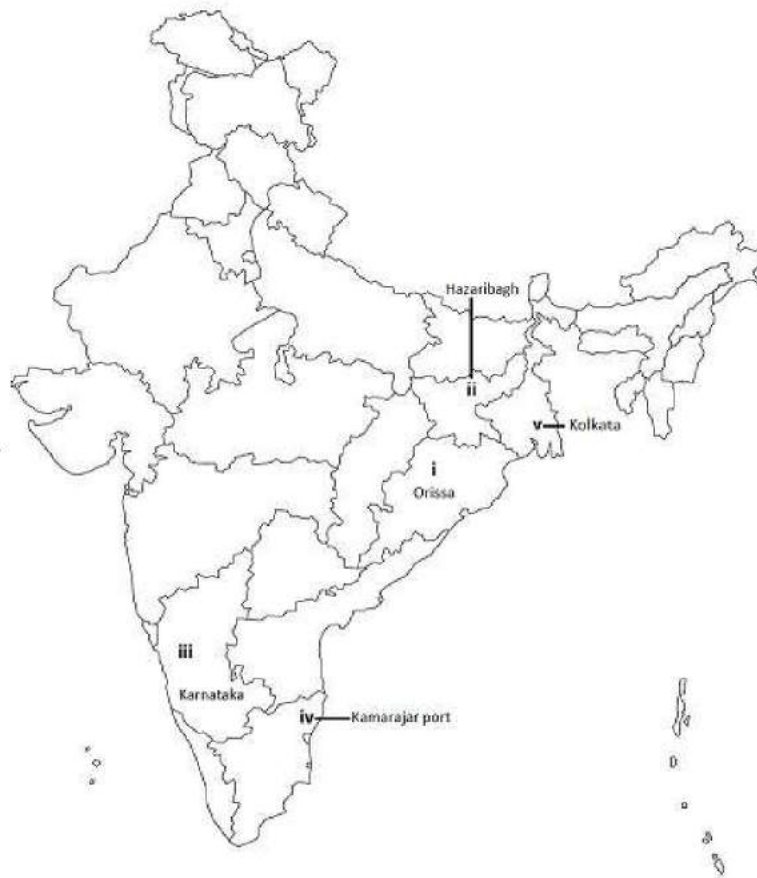 Hazaribagh
ii
v Kolkata
i
Orissa
iii
Karnataka
iv Kamarajar port